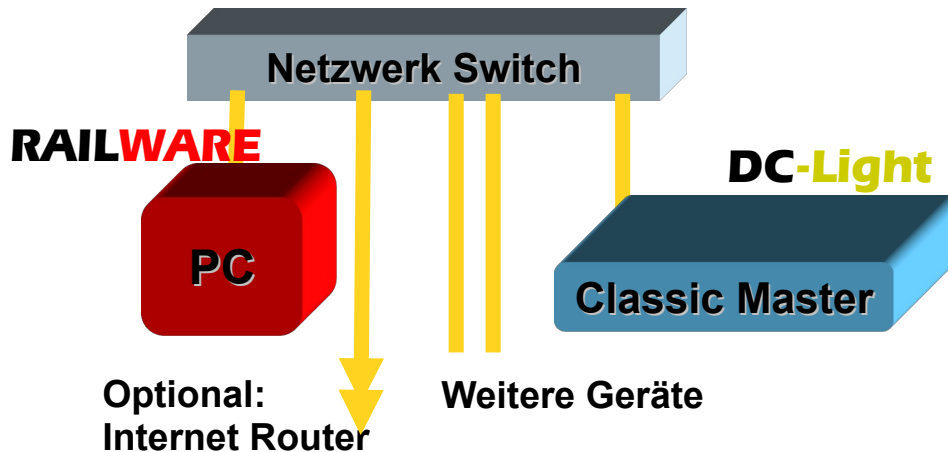 Netzwerk Switch
RAILWARE
DC-Light
PC
Classic Master
Optional:
Internet Router
Weitere Geräte